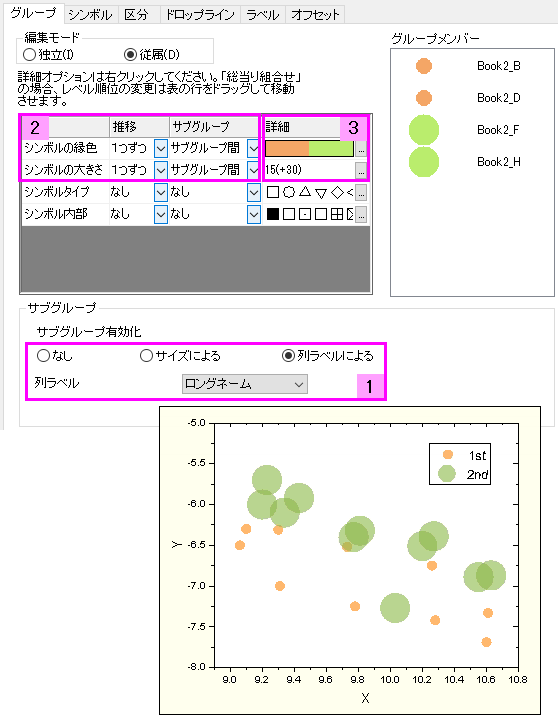 グループ シンボル 区分 ドロップライン ラベル オフセット
編集モード
独立(I) 従属(D)
詳細オプションは右クリックしてください。「総当り組合せ」
の場合、レベル順位の変更は表の行をドラッグして移動
させます。
2 推移 サブグループ 詳細 3
シンボルの縁色 1つずつ サブグループ間 ...
シンボルの大きさ 1つずつ サブグループ間 15(+30) ...
シンボルタイプ なし なし ...
シンボル内部 なし なし ...
グループメンバー
Book2_B
Book2_D
Book2_F
Book2_H
サブグループ
サブグループ有効化
なし サイズによる 列ラベルによる
列ラベル ロングネーム 1
-5.0
-5.5
-6.0
-6.5
-7.0
-7.5
-8.0
Y
1st
2nd
9.0 9.2 9.4 9.6 9.8 10.0 10.2 10.4 10.6 10.8
X